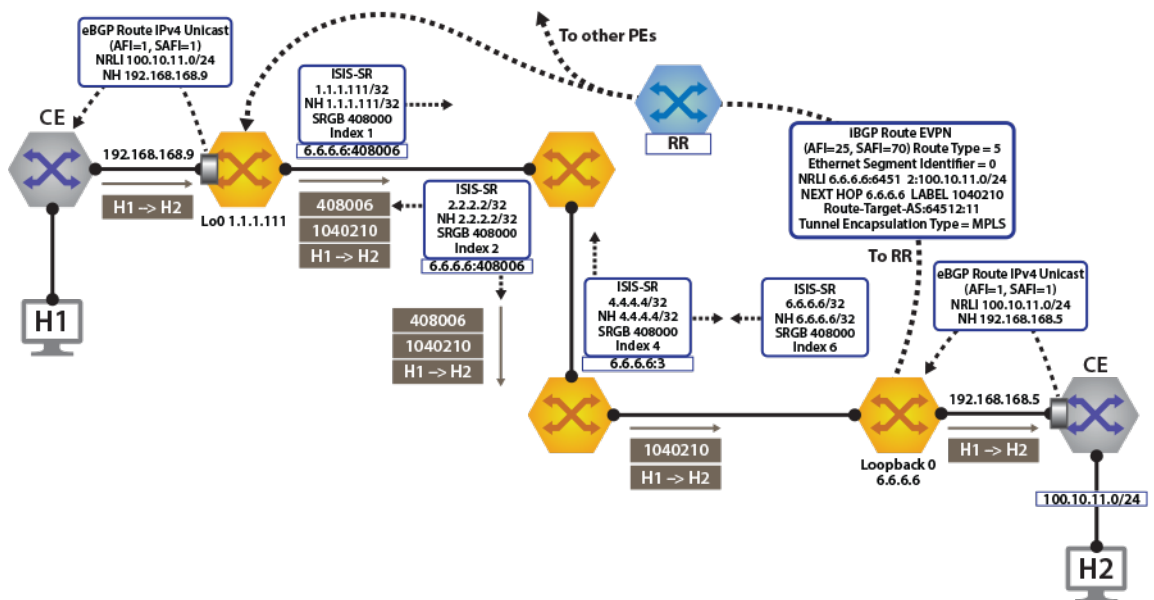 eBGP Route IPv4 Unicast
(AFI=1, SAFI=1)
NRLI 100.10.11.0/24
NH 192.168.168.9
To other PEs
CE
ISIS-SR
1.1.1.111/32
NH 1.1.1.111/32
SRGB 408000
Index 1
6.6.6.6:408006
RR
iBGP Route EVPN
(AFI=25, SAFI=70) Route Type = 5
Ethernet Segment Identifier = 0
NRLI 6.6.6.6:6451 2:100.10.11.0/24
NEXT HOP 6.6.6.6 LABEL 1040210
Route-Target-AS:64512:11
Tunnel Encapsulation Type = MPLS
192.168.168.9
H1 –> H2
Lo0 1.1.1.111
408006
1040210
H1 –> H2
ISIS-SR
2.2.2.2/32
NH 2.2.2.2/32
SRGB 408000
Index 2
6.6.6.6:408006
To RR
eBGP Route IPv4 Unicast
(AFI=1, SAFI=1)
NRLI 100.10.11.0/24
NH 192.168.168.5
H1
408006
1040210
H1 –> H2
ISIS-SR
4.4.4.4/32
NH 4.4.4.4/32
SRGB 408000
Index 4
6.6.6.6:3
ISIS-SR
6.6.6.6/32
NH 6.6.6.6/32
SRGB 408000
Index 6
CE
192.168.168.5
1040210
H1 –> H2
H1 –> H2
Loopback 0
6.6.6.6
100.10.11.0/24
H2